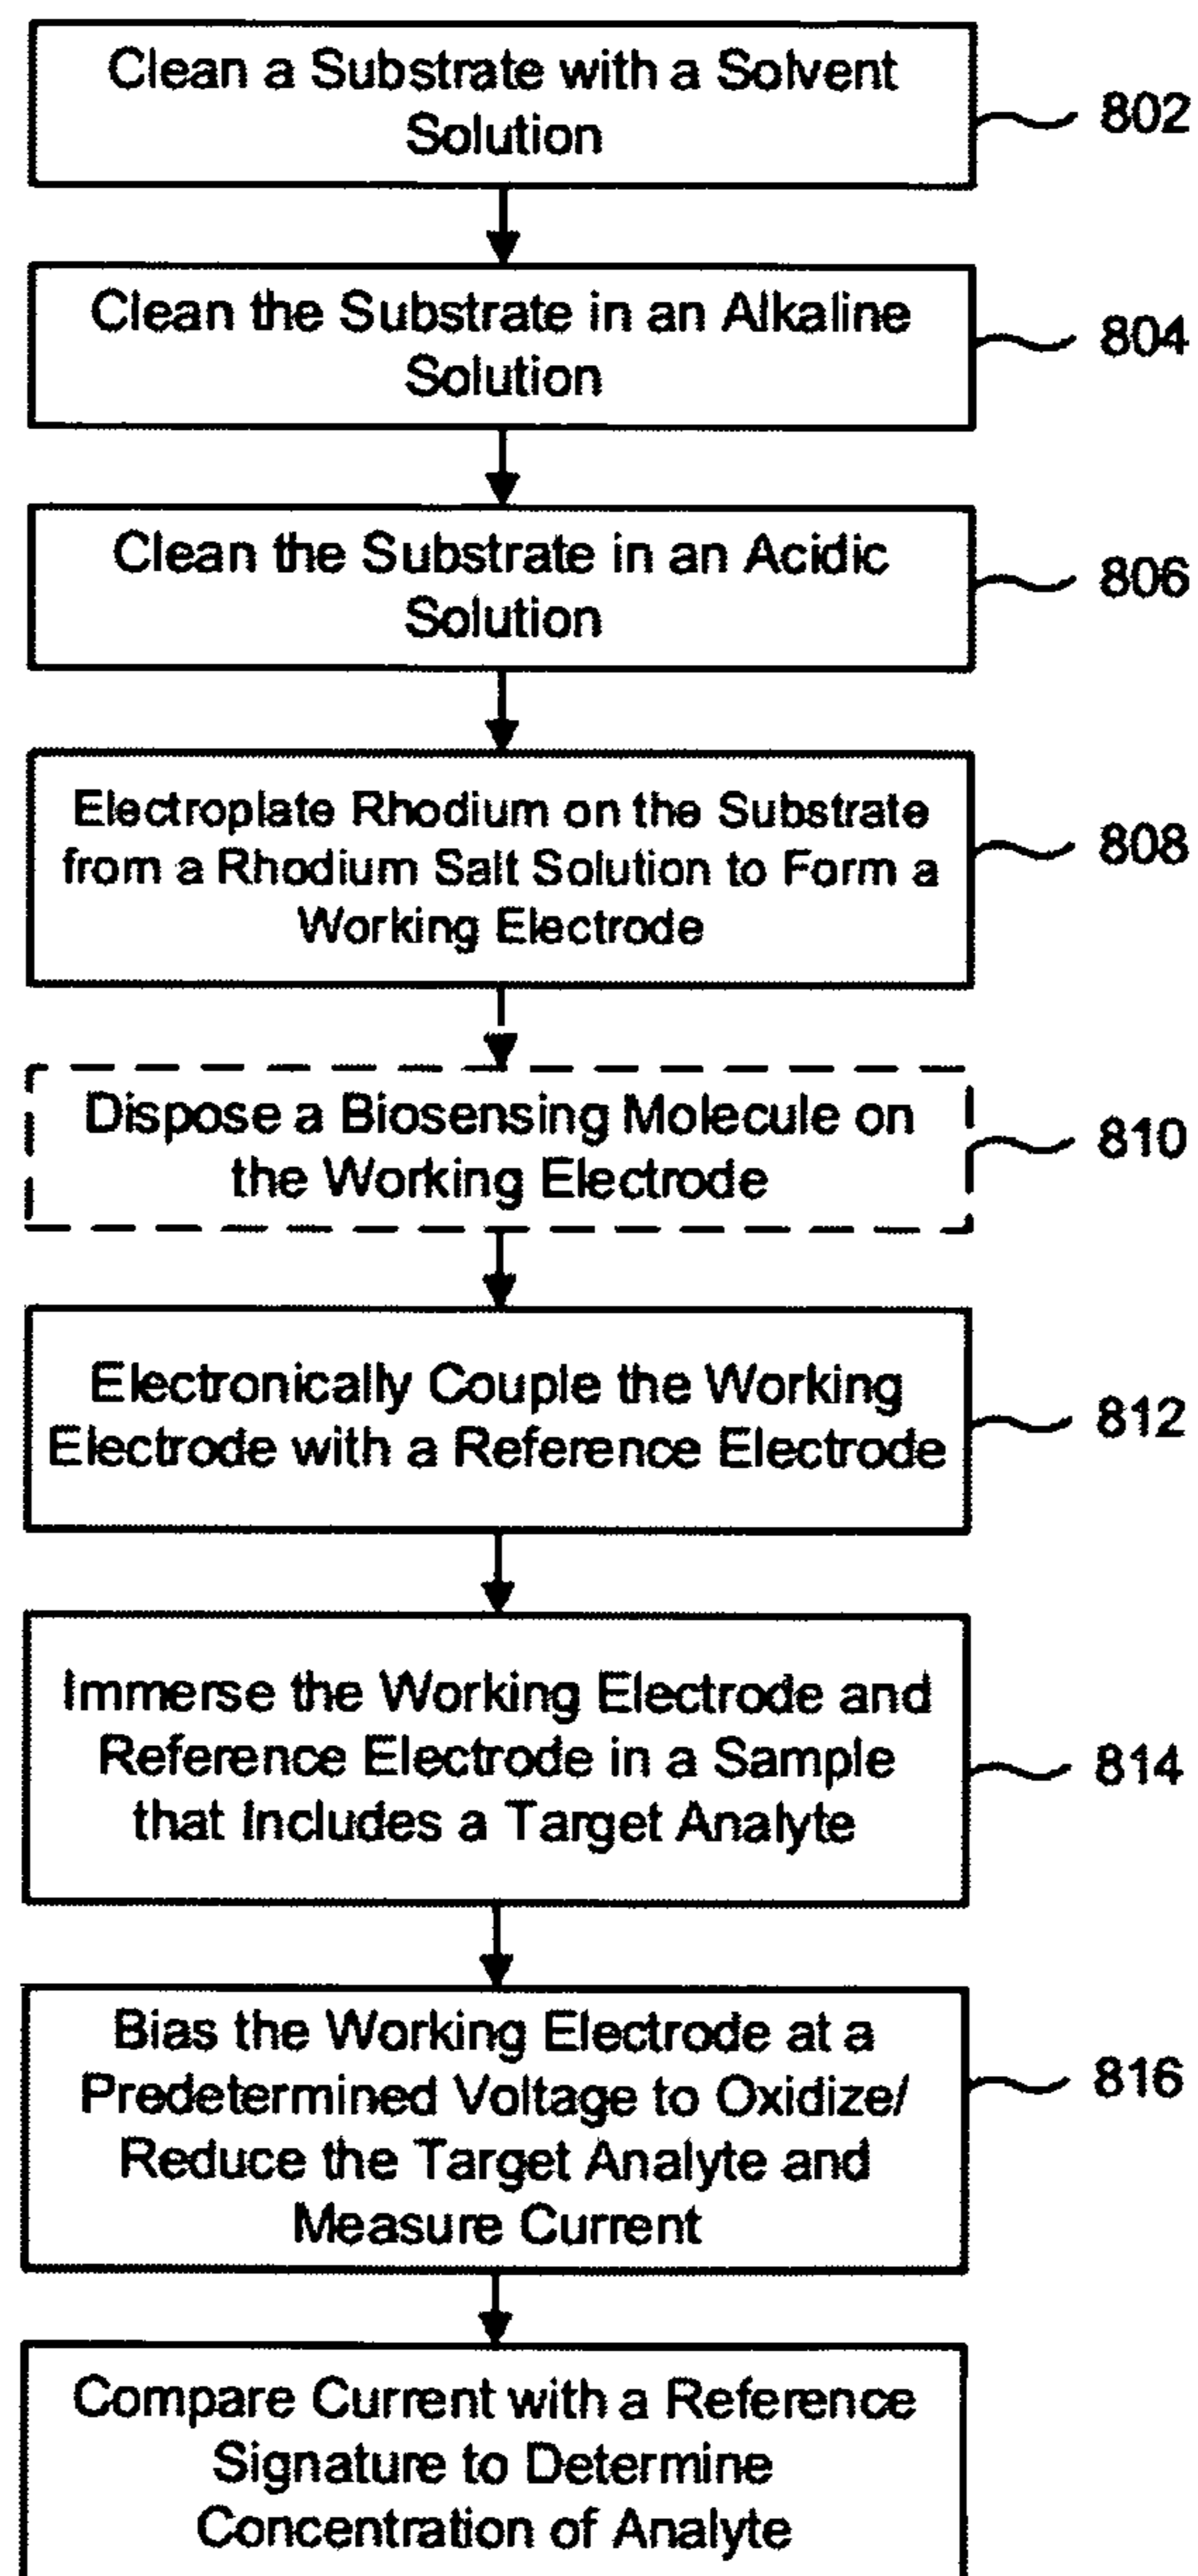 Clean a Substrate with a Solvent
Solution
802
Clean the Substrate in an Alkaline
Solution
804
Clean the Substrate in an Acidic
Solution
806
Electroplate Rhodium on the Substrate
from a Rhodium Salt Solution to Form a
Working Electrode
808
Dispose a Biosensing Molecule on
the Working Electrode
810
Electronically Couple the Working
Electrode with a Reference Electrode
812
Immerse the Working Electrode and
Reference Electrode in a Sample
that Includes a Target Analyte
814
Bias the Working Electrode at a
Predetermined Voltage to Oxidize/
Reduce the Target Analyte and
Measure Current
816
Compare Current with a Reference
Signature to Determine
Concentration of Analyte